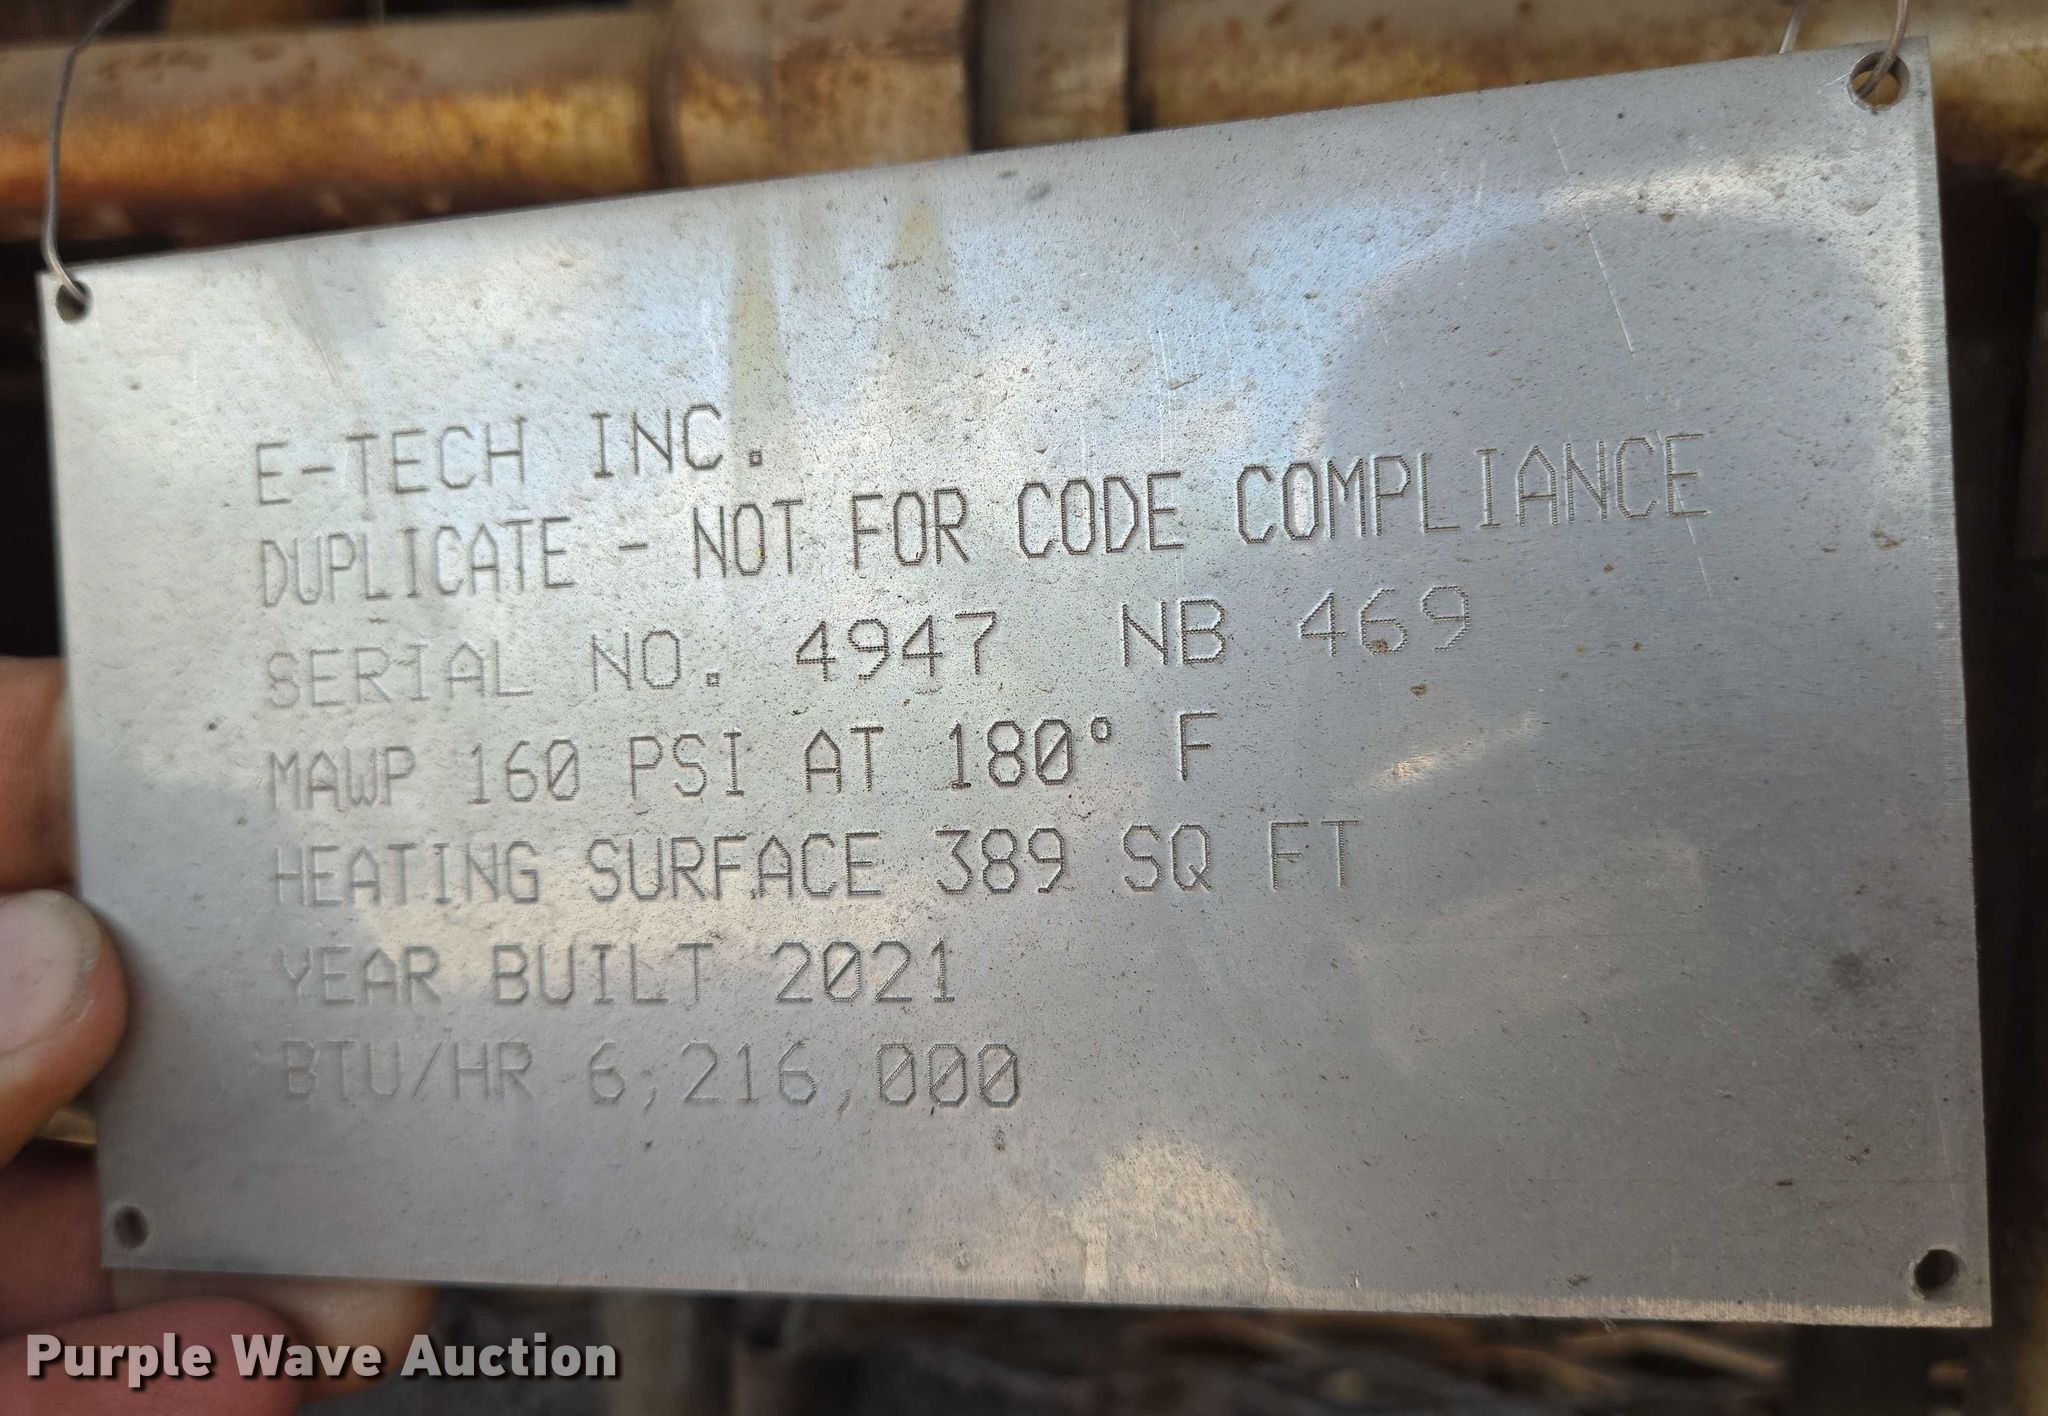 E-TECH INC.
DUPLICATE - NOT FOR CODE COMPLIANCE
SERIAL NO. 4947 NB 469
MAWP 160 PSI AT 180° F
HEATING SURFACE 389 SQ FT
YEAR BUILT 2021
BTU/HR 6,216,000
Purple Wave Auction